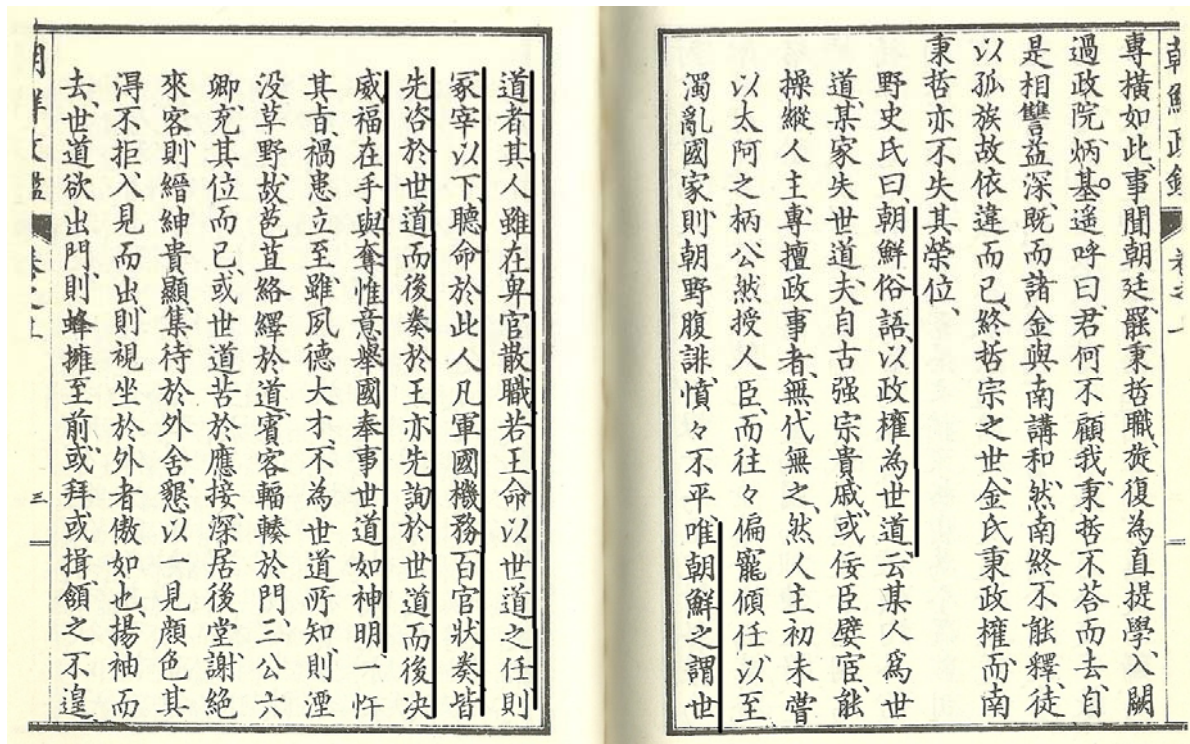 朝鮮政鑑
專横如此、事聞朝廷、罷秉哲職、旋復為直提學、入闕
過政院、炳基遥呼曰、君何不顧我、秉哲不荅而去、自
是相讐益深、既而諸金與南講和、然南終不能釋、徒
以孤族故依違而已、終哲宗之世、金氏秉政權、而南
秉哲亦不失其榮位、
野史氏曰、朝鮮俗語、以政權為世道、云某人爲世
道、某家失世道、夫自古强宗貴戚、或佞臣嬖宦、能
操縱人主專擅政事者、無代無之、然人主初未嘗
以太阿之柄公然授人臣、而往々偏寵傾任、以至
濁亂國家、則朝野腹誹憤々不平、唯朝鮮之謂世
道者其人雖在卑官散職若王命以世道之任則
冢宰以下、聽命於此人凡軍國機務百官狀奏皆
先咨於世道而後奏於王亦先詢於世道而後决
威福在手與奪惟意舉國奉事世道如神明、一忤
其旨、禍患立至、雖夙德大才、不為世道所知、則湮
没草野、故苞苴絡繹於道、賓客輻輳於門、三公六
卿、充其位而已、或世道苦於應接、深居後堂、謝絶
來客、則縉紳貴顯、集待於外舍、懇以一見顔色、其
淂不拒、入見而出、則視坐於外者傲如也、揚袖而
去、世道欲出門、則蜂擁至前、或拜或揖、頷之不遑、
三